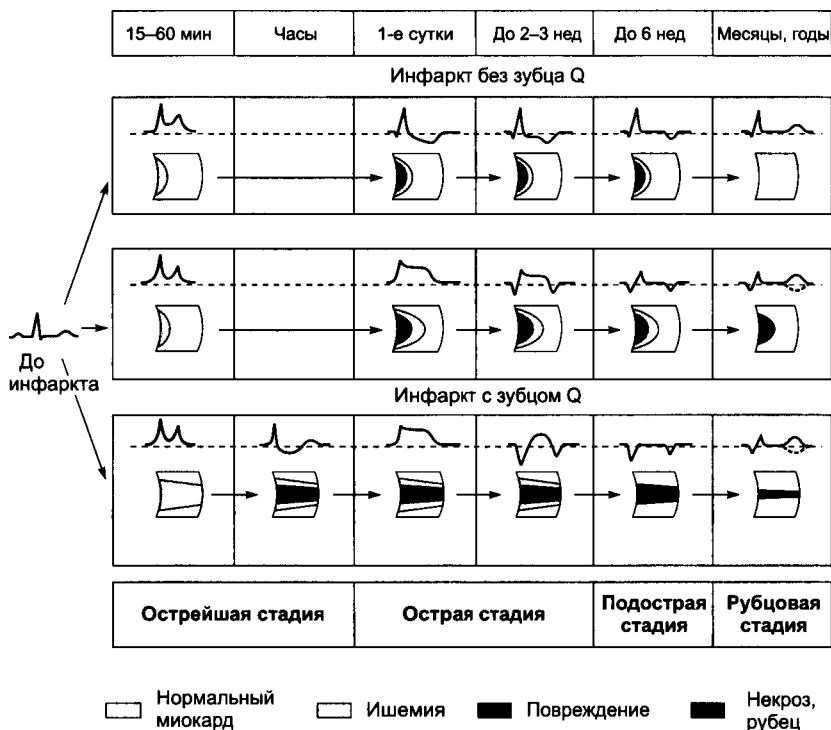 15–60 мин Часы 1-е сутки До 2–3 нед До 6 нед Месяцы, годы
Инфаркт без зубца Q
До
инфаркта
Инфаркт с зубцом Q
Острейшая стадия Острая стадия Подострая стадия Рубцовая стадия
Нормальный миокард
Ишемия
Повреждение
Некроз, рубец